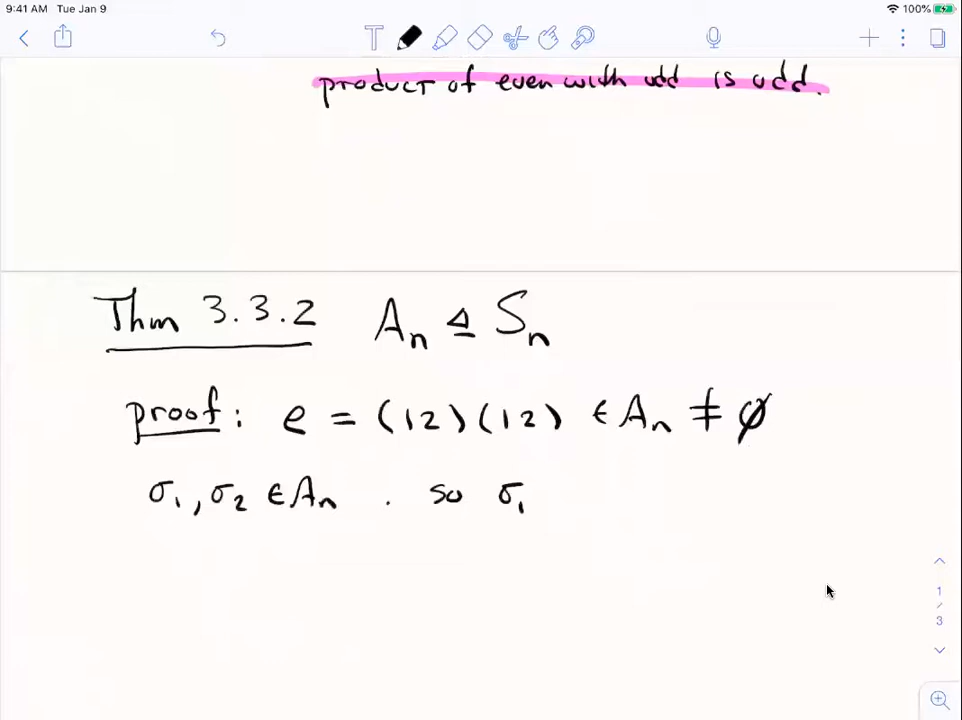 9:41 AM Tue Jan 9
100%
product of even with odd is odd.
Thm 3.3.2 Aₙ ⊴ Sₙ
proof: e = (12)(12) ∈ Aₙ ≠ ∅
σ₁, σ₂ ∈ Aₙ . so σ₁
1
/
3